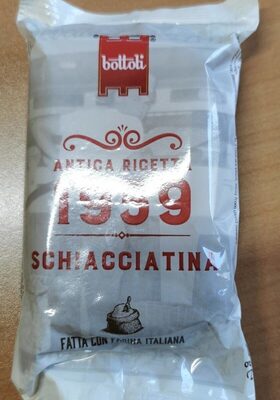 bottoli
ANTICA RICETTA
1959
SCHIACCIATINA
FATTA CON FARINA ITALIANA